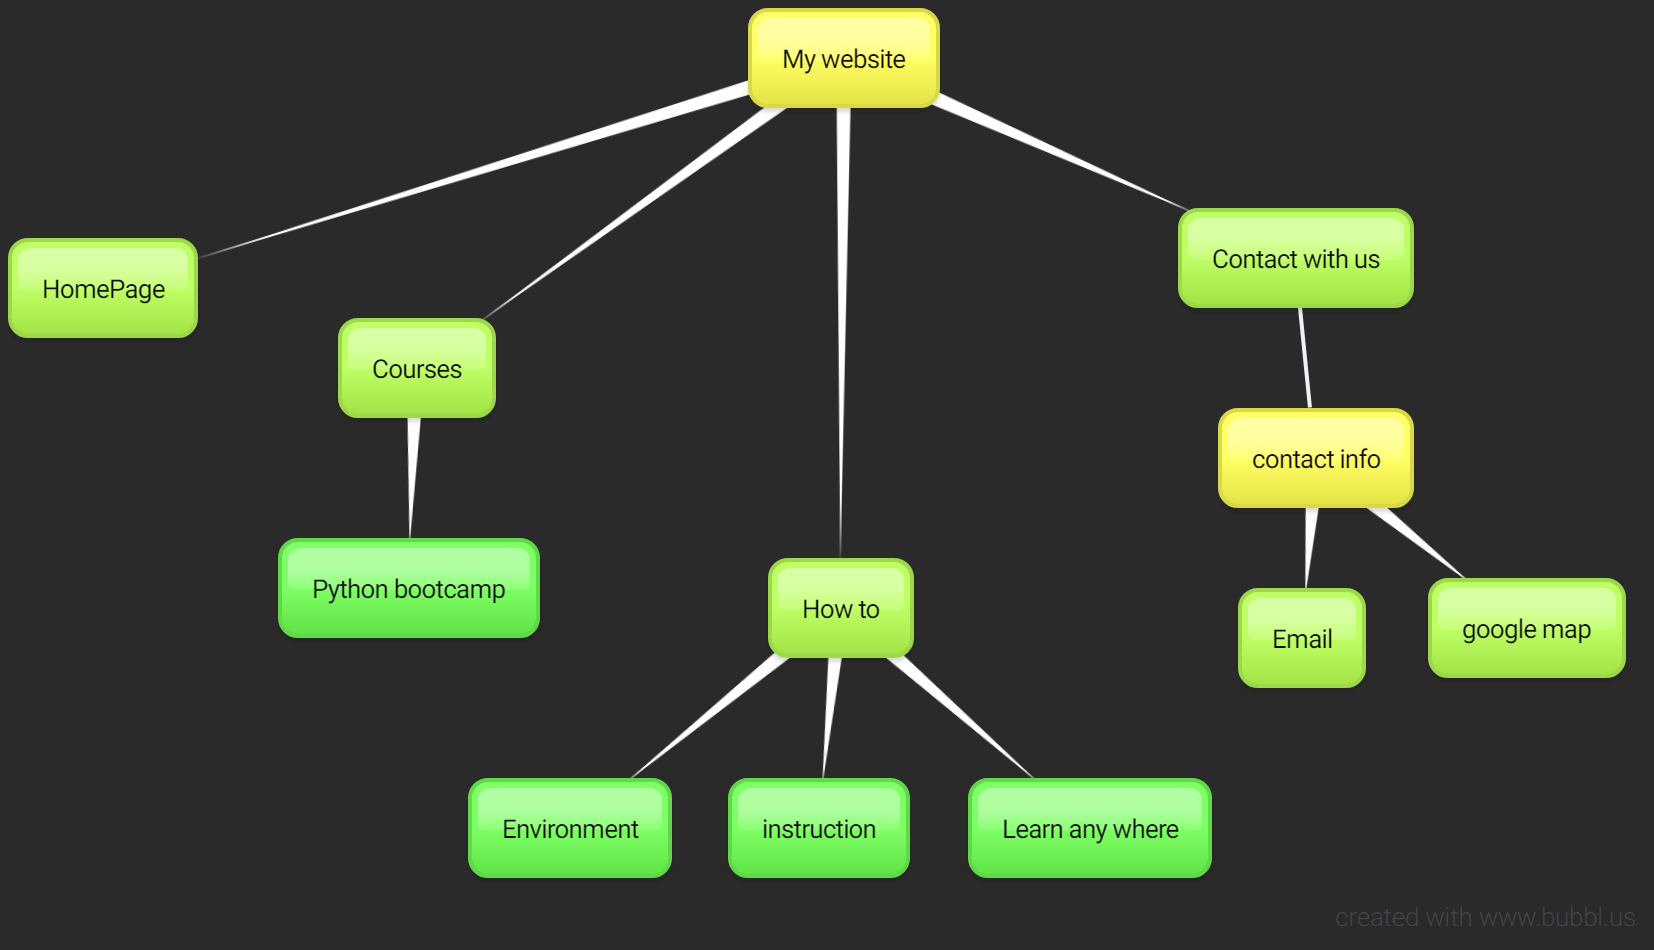 My website
HomePage
Courses
Contact with us
Python bootcamp
How to
contact info
Email
google map
Environment
instruction
Learn any where
created with www.bubbl.us